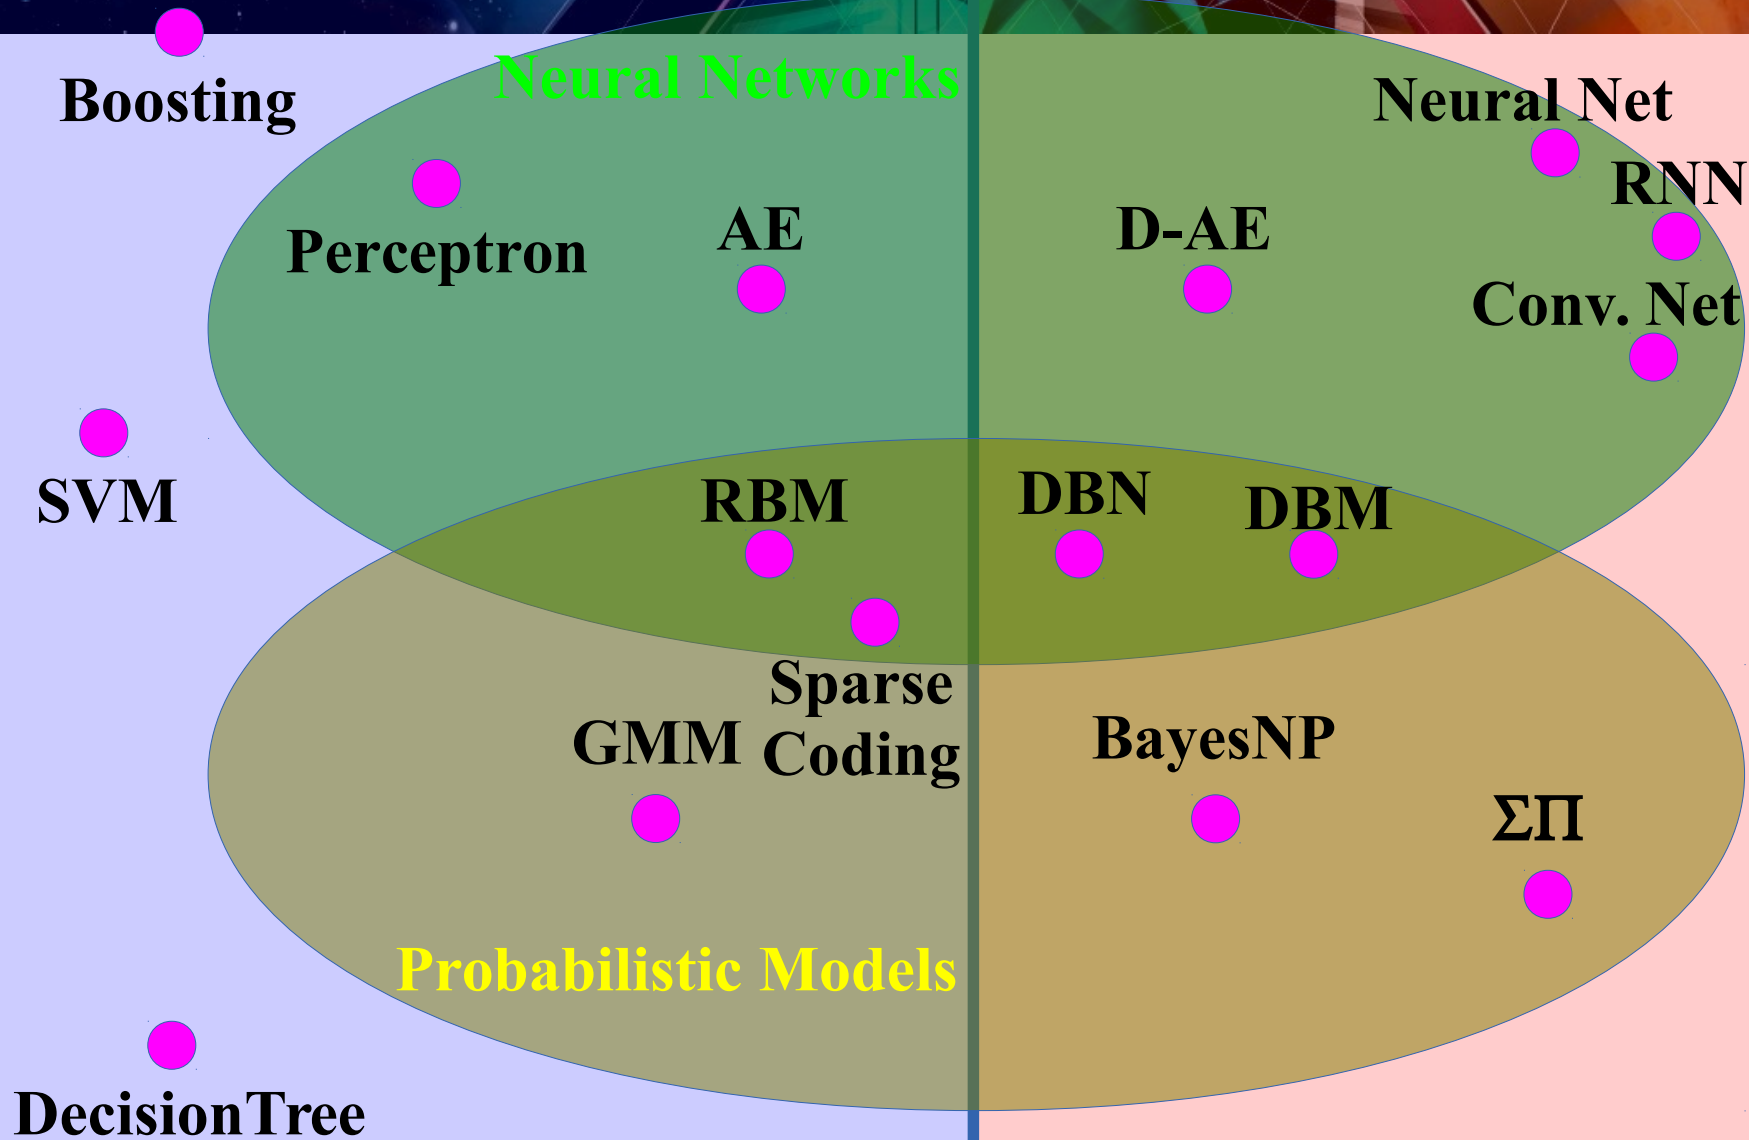 Neural Networks
Boosting
Neural Net
RNN
Perceptron
AE
D-AE
Conv. Net
SVM
RBM
DBN
DBM
Sparse
Coding
GMM
BayesNP
ΣΠ
Probabilistic Models
DecisionTree